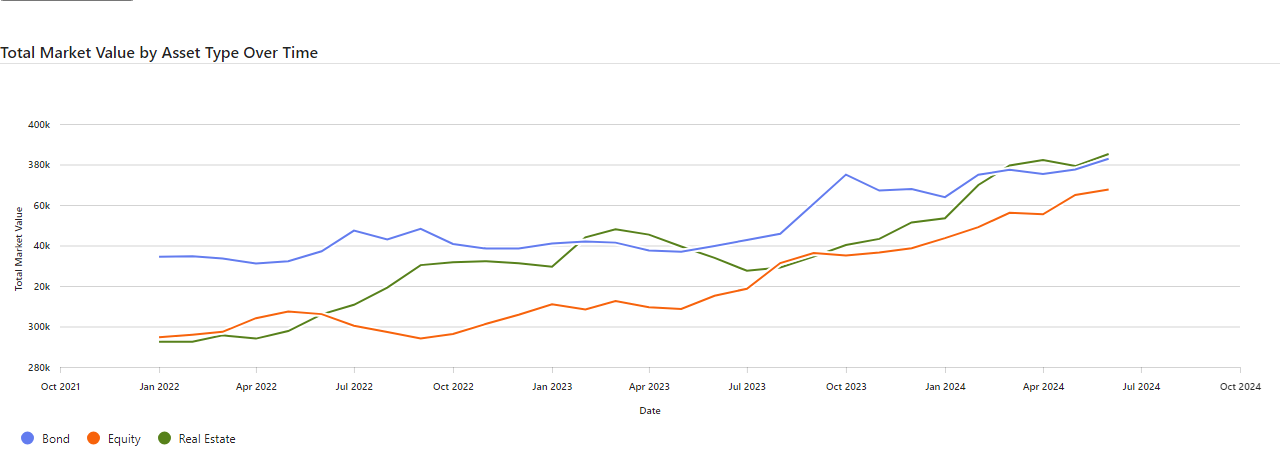 Total Market Value by Asset Type Over Time
400k
380k
60k
40k
20k
300k
280k
Total Market Value
Oct 2021 Jan 2022 Apr 2022 Jul 2022 Oct 2022 Jan 2023 Apr 2023 Jul 2023 Oct 2023 Jan 2024 Apr 2024 Jul 2024 Oct 2024
Date
Bond Equity Real Estate